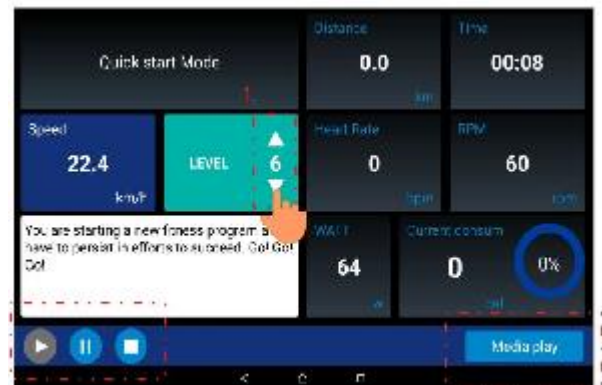 Quick start Mode
Distance
0.0
km
Time
00:08
1
Speed
22.4
km/h
LEVEL
6
Heart Rate
0
bpm
RPM
60
rpm
You are starting a new fitness program a
have to persist in efforts to succeed. Go! Go!
Go!
WATT
64
w
Current consum
0
cal
0%
Media play